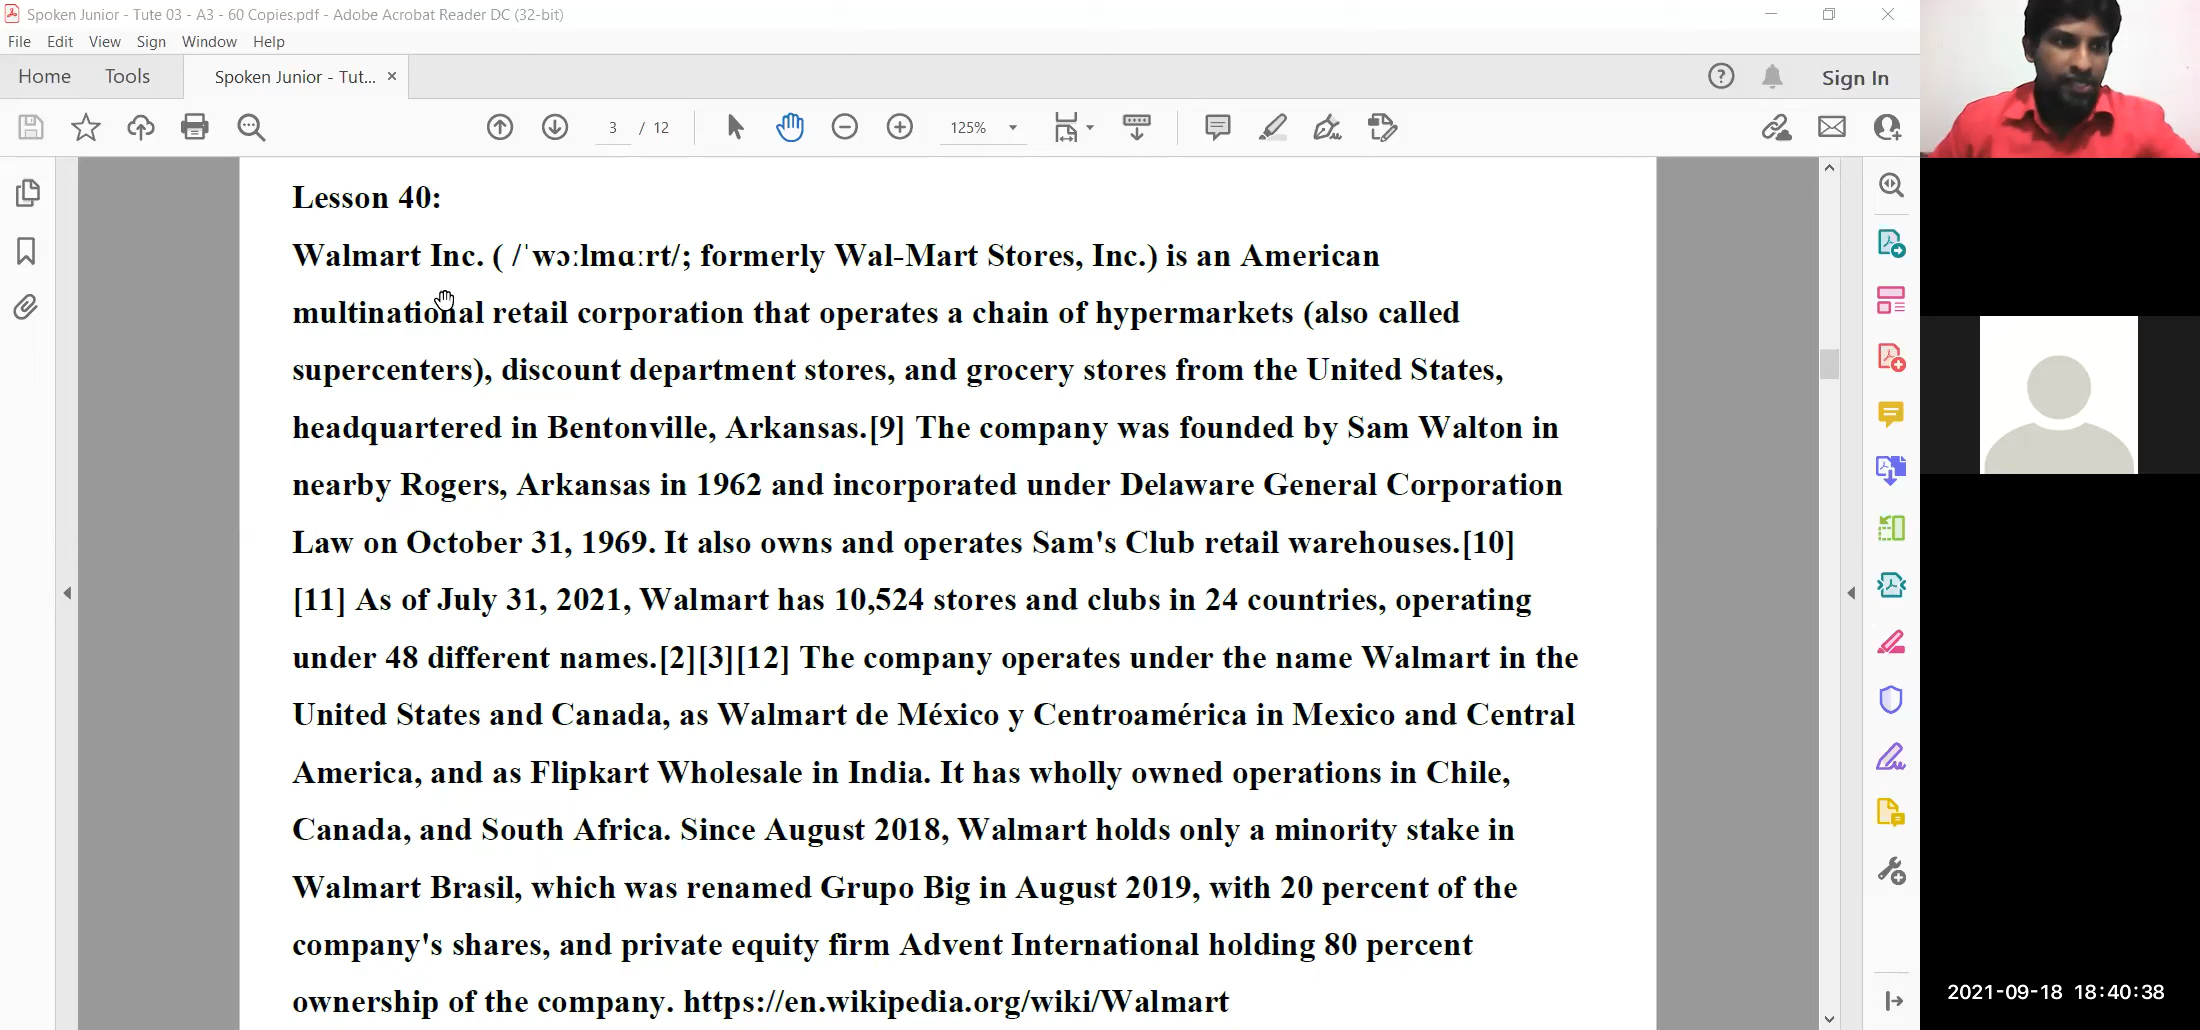 Spoken Junior - Tute 03 - A3 - 60 Copies.pdf - Adobe Acrobat Reader DC (32-bit)
File Edit View Sign Window Help
Home Tools Spoken Junior - Tut... × Sign In
3 / 12 125%
Lesson 40:
Walmart Inc. ( /ˈwɔːlmɑːrt/; formerly Wal-Mart Stores, Inc.) is an American
multinational retail corporation that operates a chain of hypermarkets (also called
supercenters), discount department stores, and grocery stores from the United States,
headquartered in Bentonville, Arkansas.[9] The company was founded by Sam Walton in
nearby Rogers, Arkansas in 1962 and incorporated under Delaware General Corporation
Law on October 31, 1969. It also owns and operates Sam's Club retail warehouses.[10]
[11] As of July 31, 2021, Walmart has 10,524 stores and clubs in 24 countries, operating
under 48 different names.[2][3][12] The company operates under the name Walmart in the
United States and Canada, as Walmart de México y Centroamérica in Mexico and Central
America, and as Flipkart Wholesale in India. It has wholly owned operations in Chile,
Canada, and South Africa. Since August 2018, Walmart holds only a minority stake in
Walmart Brasil, which was renamed Grupo Big in August 2019, with 20 percent of the
company's shares, and private equity firm Advent International holding 80 percent
ownership of the company. https://en.wikipedia.org/wiki/Walmart
2021-09-18 18:40:38